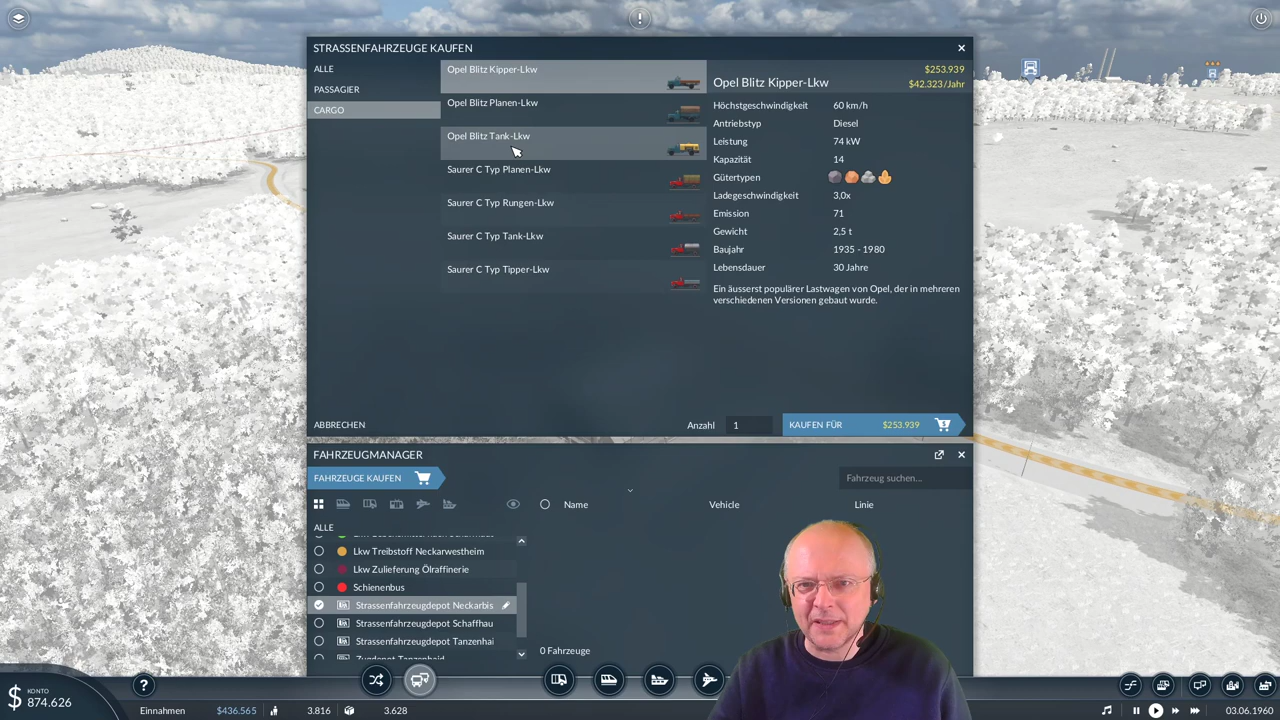 STRASSENFAHRZEUGE KAUFEN
ALLE
PASSAGIER
CARGO
Opel Blitz Kipper-Lkw
Opel Blitz Planen-Lkw
Opel Blitz Tank-Lkw
Saurer C Typ Planen-Lkw
Saurer C Typ Rungen-Lkw
Saurer C Typ Tank-Lkw
Saurer C Typ Tipper-Lkw
$253.939
Opel Blitz Kipper-Lkw
$42.323/Jahr
Höchstgeschwindigkeit 60 km/h
Antriebstyp Diesel
Leistung 74 kW
Kapazität 14
Gütertypen
Ladegeschwindigkeit 3,0x
Emission 71
Gewicht 2,5 t
Baujahr 1935 - 1980
Lebensdauer 30 Jahre
Ein äusserst populärer Lastwagen von Opel, der in mehreren
verschiedenen Versionen gebaut wurde.
ABBRECHEN
Anzahl 1
KAUFEN FÜR $253.939
FAHRZEUGMANAGER
FAHRZEUGE KAUFEN
Fahrzeug suchen...
Name Vehicle Linie
ALLE
Lkw Treibstoff Neckarwestheim
Lkw Zulieferung Ölraffinerie
Schienenbus
Strassenfahrzeugdepot Neckarbis
Strassenfahrzeugdepot Schaffhau
Strassenfahrzeugdepot Tanzenhai
Zugdepot Tanzenhaid
0 Fahrzeuge
KONTO
$ 874.626
?
Einnahmen $436.565 3.816 3.628
03.06.1960